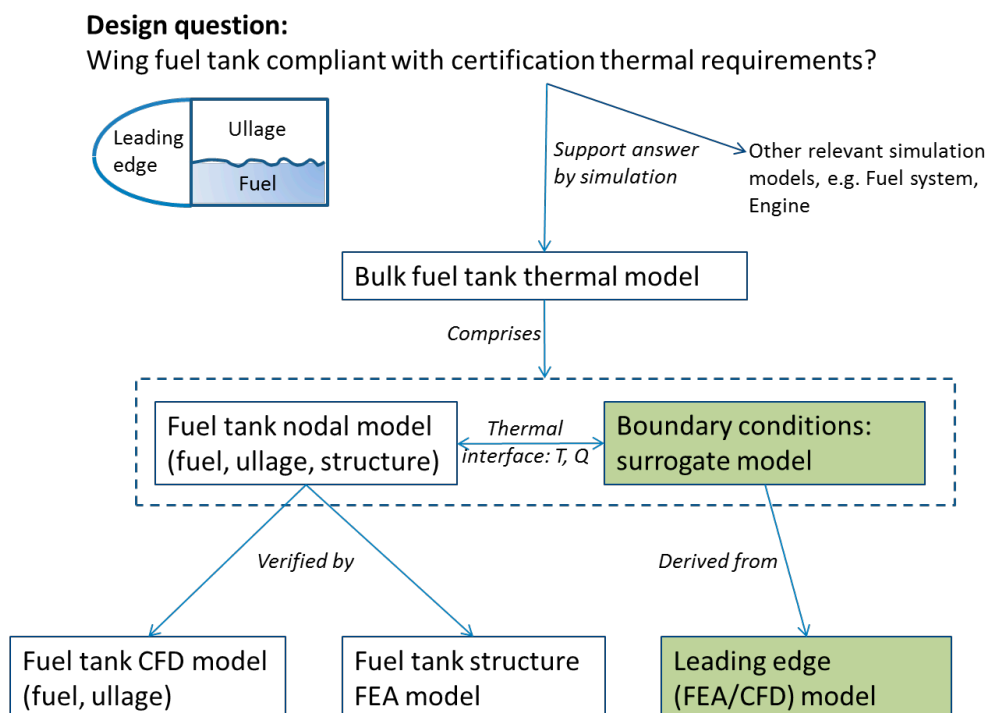 Design question:
Wing fuel tank compliant with certification thermal requirements?
Leading
edge
Ullage
Fuel
Support answer
by simulation
Other relevant simulation
models, e.g. Fuel system,
Engine
Bulk fuel tank thermal model
Comprises
Fuel tank nodal model
(fuel, ullage, structure)
Thermal
interface: T, Q
Boundary conditions:
surrogate model
Verified by
Derived from
Fuel tank CFD model
(fuel, ullage)
Fuel tank structure
FEA model
Leading edge
(FEA/CFD) model